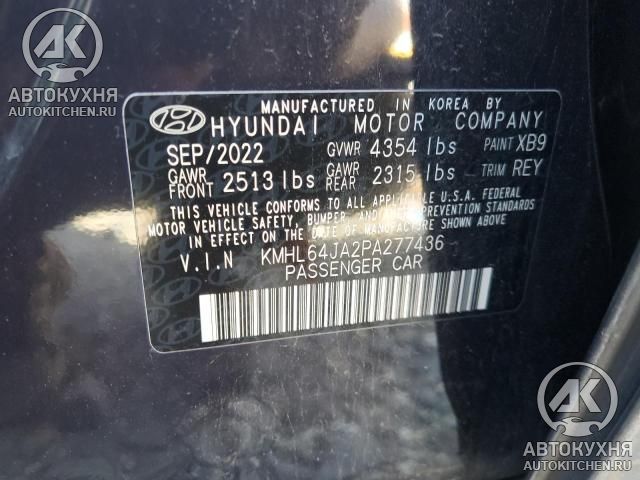 AK
АВТОКУХНЯ
AUTOKITCHEN.RU
MANUFACTURED IN KOREA BY
HYUNDAI MOTOR COMPANY
SEP/2022 GVWR 4354 lbs PAINT XB9
GAWR FRONT 2513 lbs GAWR REAR 2315 lbs TRIM REY
THIS VEHICLE CONFORMS TO ALL APPLICABLE U.S.A. FEDERAL
MOTOR VEHICLE SAFETY, BUMPER, AND THEFT PREVENTION STANDARDS
IN EFFECT ON THE DATE OF MANUFACTURE SHOWN ABOVE.
V.I.N KMHL64JA2PA277436
PASSENGER CAR
AK
АВТОКУХНЯ
AUTOKITCHEN.RU